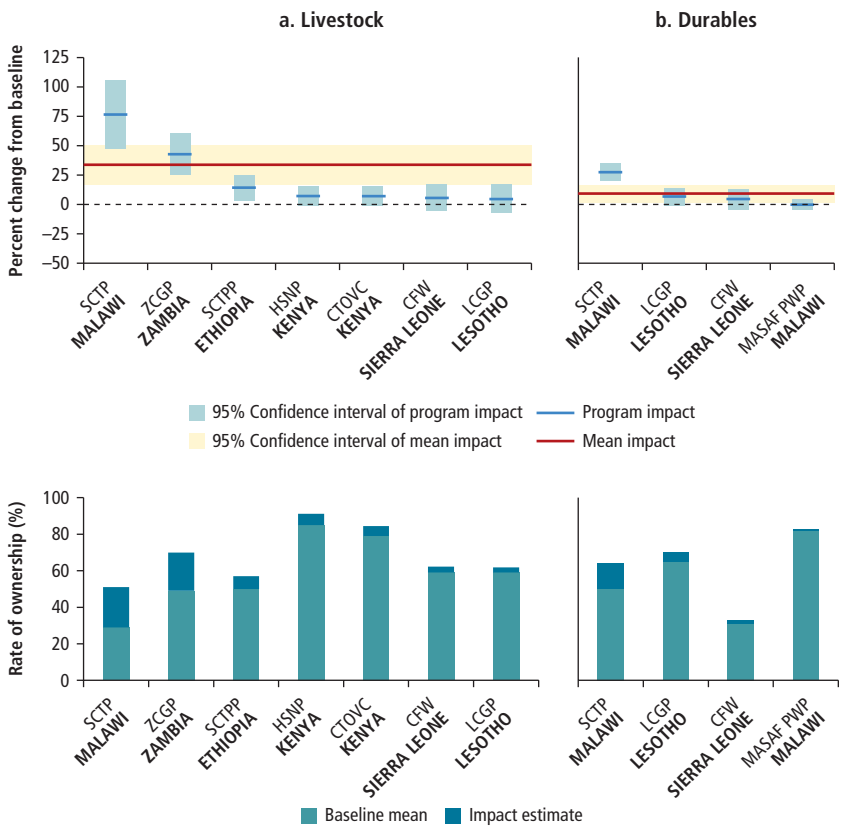 a. Livestock
b. Durables
Percent change from baseline
125
100
75
50
25
0
−25
−50
SCTP
MALAWI
ZCGP
ZAMBIA
SCTPP
ETHIOPIA
HSNP
KENYA
CTOVC
KENYA
CFW
SIERRA LEONE
LCGP
LESOTHO
SCTP
MALAWI
LCGP
LESOTHO
CFW
SIERRA LEONE
MASAF PWP
MALAWI
95% Confidence interval of program impact
Program impact
95% Confidence interval of mean impact
Mean impact
Rate of ownership (%)
100
80
60
40
20
0
SCTP
MALAWI
ZCGP
ZAMBIA
SCTPP
ETHIOPIA
HSNP
KENYA
CTOVC
KENYA
CFW
SIERRA LEONE
LCGP
LESOTHO
SCTP
MALAWI
LCGP
LESOTHO
CFW
SIERRA LEONE
MASAF PWP
MALAWI
Baseline mean
Impact estimate